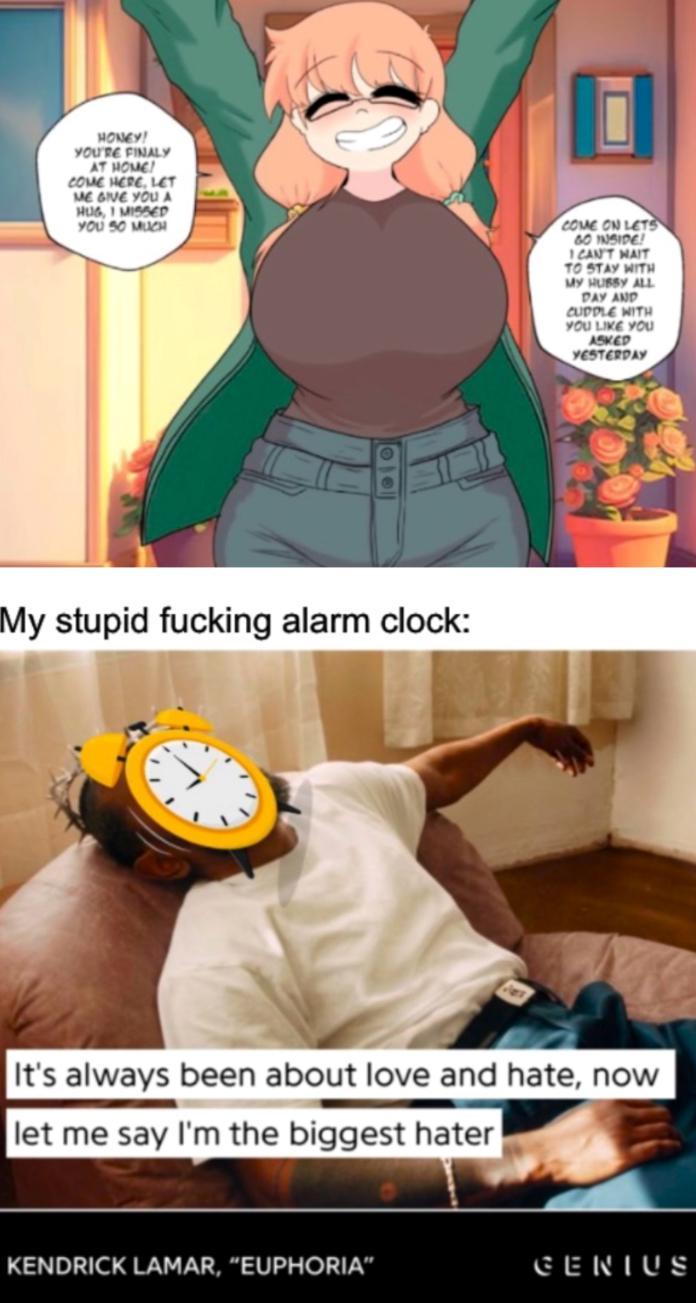 HONEY!
YOU'RE FINALY
AT HOME!
COME HERE, LET
ME GIVE YOU A
HUG, I MISSED
YOU SO MUCH
COME ON LETS
GO INSIDE!
I CAN'T WAIT
TO STAY WITH
MY HUBBY ALL
DAY AND
CUDDLE WITH
YOU LIKE YOU
ASKED
YESTERDAY
My stupid fucking alarm clock:
It's always been about love and hate, now
let me say I'm the biggest hater
KENDRICK LAMAR, "EUPHORIA"
GENIUS